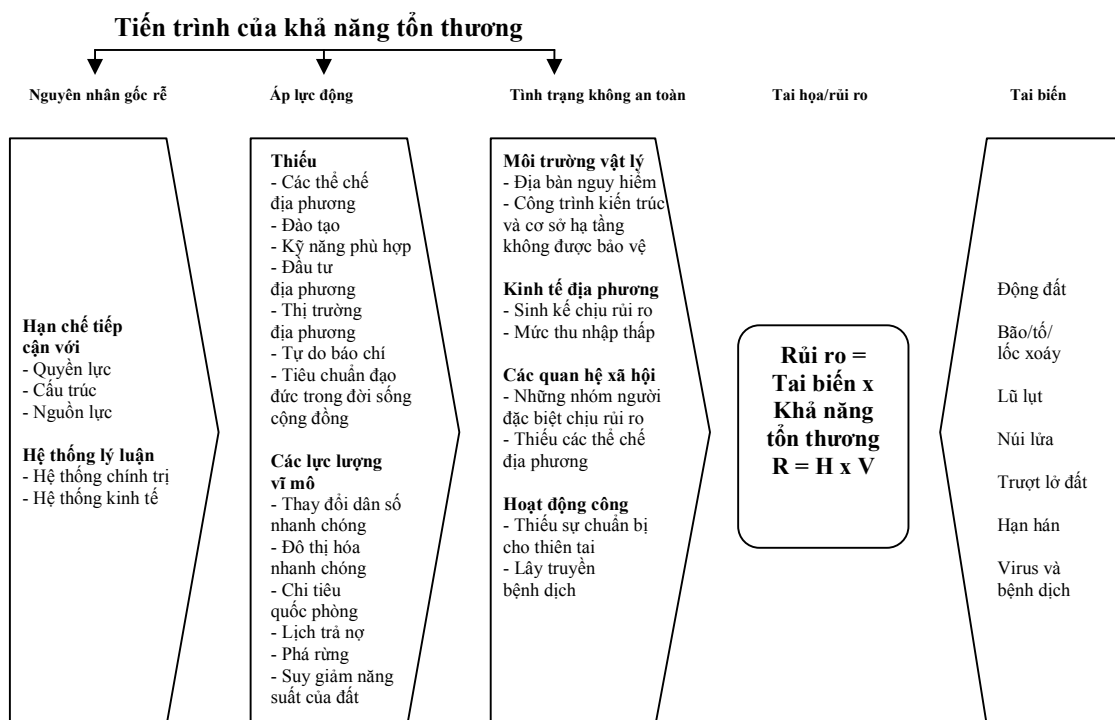 Tiến trình của khả năng tổn thương
Nguyên nhân gốc rễ
Áp lực động
Tình trạng không an toàn
Tai họa/rủi ro
Tai biến
Hạn chế tiếp
cận với
- Quyền lực
- Cấu trúc
- Nguồn lực
Hệ thống lý luận
- Hệ thống chính trị
- Hệ thống kinh tế
Thiếu
- Các thể chế
địa phương
- Đào tạo
- Kỹ năng phù hợp
- Đầu tư
địa phương
- Thị trường
địa phương
- Tự do báo chí
- Tiêu chuẩn đạo
đức trong đời sống
cộng đồng
Các lực lượng
vĩ mô
- Thay đổi dân số
nhanh chóng
- Đô thị hóa
nhanh chóng
- Chi tiêu
quốc phòng
- Lịch trả nợ
- Phá rừng
- Suy giảm năng
suất của đất
Môi trường vật lý
- Địa bàn nguy hiểm
- Công trình kiến trúc
và cơ sở hạ tầng
không được bảo vệ
Kinh tế địa phương
- Sinh kế chịu rủi ro
- Mức thu nhập thấp
Các quan hệ xã hội
- Những nhóm người
đặc biệt chịu rủi ro
- Thiếu các thể chế
địa phương
Hoạt động công
- Thiếu sự chuẩn bị
cho thiên tai
- Lây truyền
bệnh dịch
Rủi ro =
Tai biến x
Khả năng
tổn thương
R = H x V
Động đất
Bão/tố/
lốc xoáy
Lũ lụt
Núi lửa
Trượt lở đất
Hạn hán
Virus và
bệnh dịch